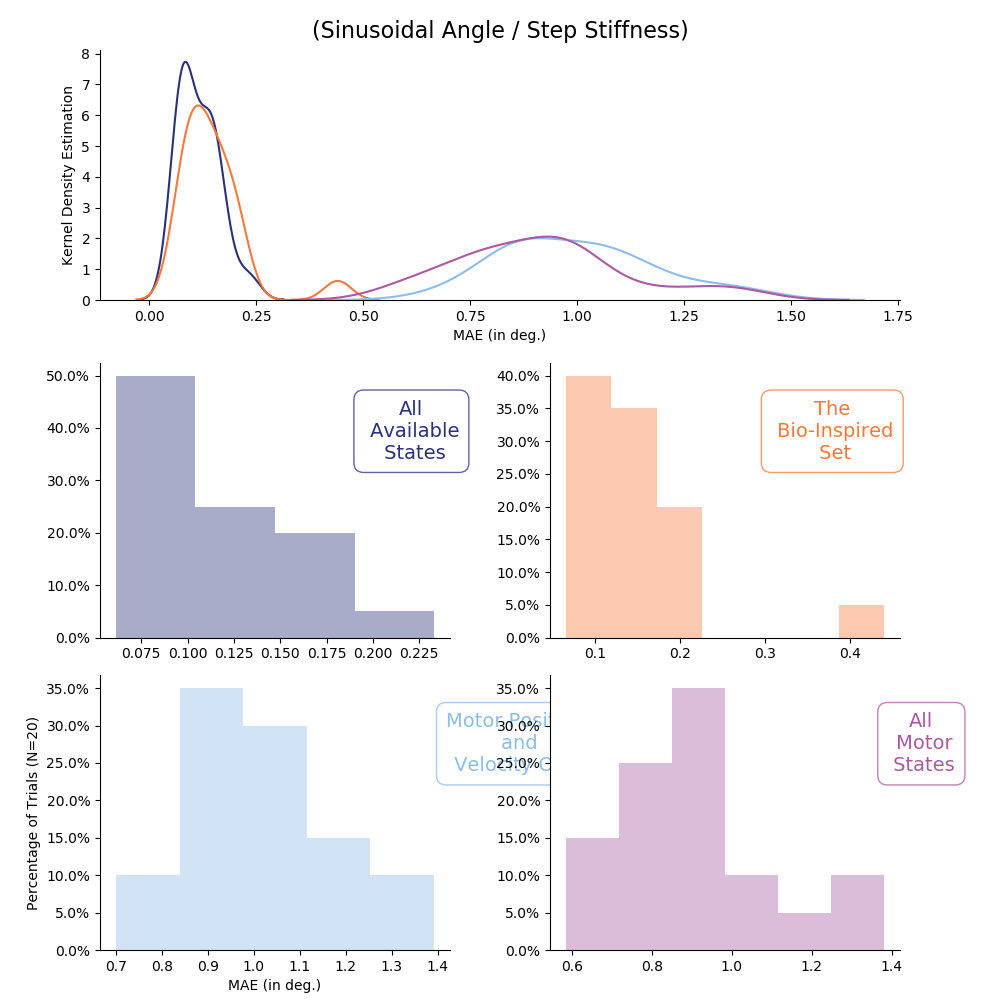 (Sinusoidal Angle / Step Stiffness)
8
7
6
5
4
3
2
1
0
Kernel Density Estimation
0.00 0.25 0.50 0.75 1.00 1.25 1.50 1.75
MAE (in deg.)
50.0%
40.0%
30.0%
20.0%
10.0%
0.0%
All
Available
States
0.075 0.100 0.125 0.150 0.175 0.200 0.225
40.0%
35.0%
30.0%
25.0%
20.0%
15.0%
10.0%
5.0%
0.0%
The
Bio-Inspired
Set
0.1 0.2 0.3 0.4
35.0%
30.0%
25.0%
20.0%
15.0%
10.0%
5.0%
0.0%
Percentage of Trials (N=20)
Motor
and
Velocity
0.7 0.8 0.9 1.0 1.1 1.2 1.3 1.4
MAE (in deg.)
35.0%
30.0%
25.0%
20.0%
15.0%
10.0%
5.0%
0.0%
All
Motor
States
0.6 0.8 1.0 1.2 1.4